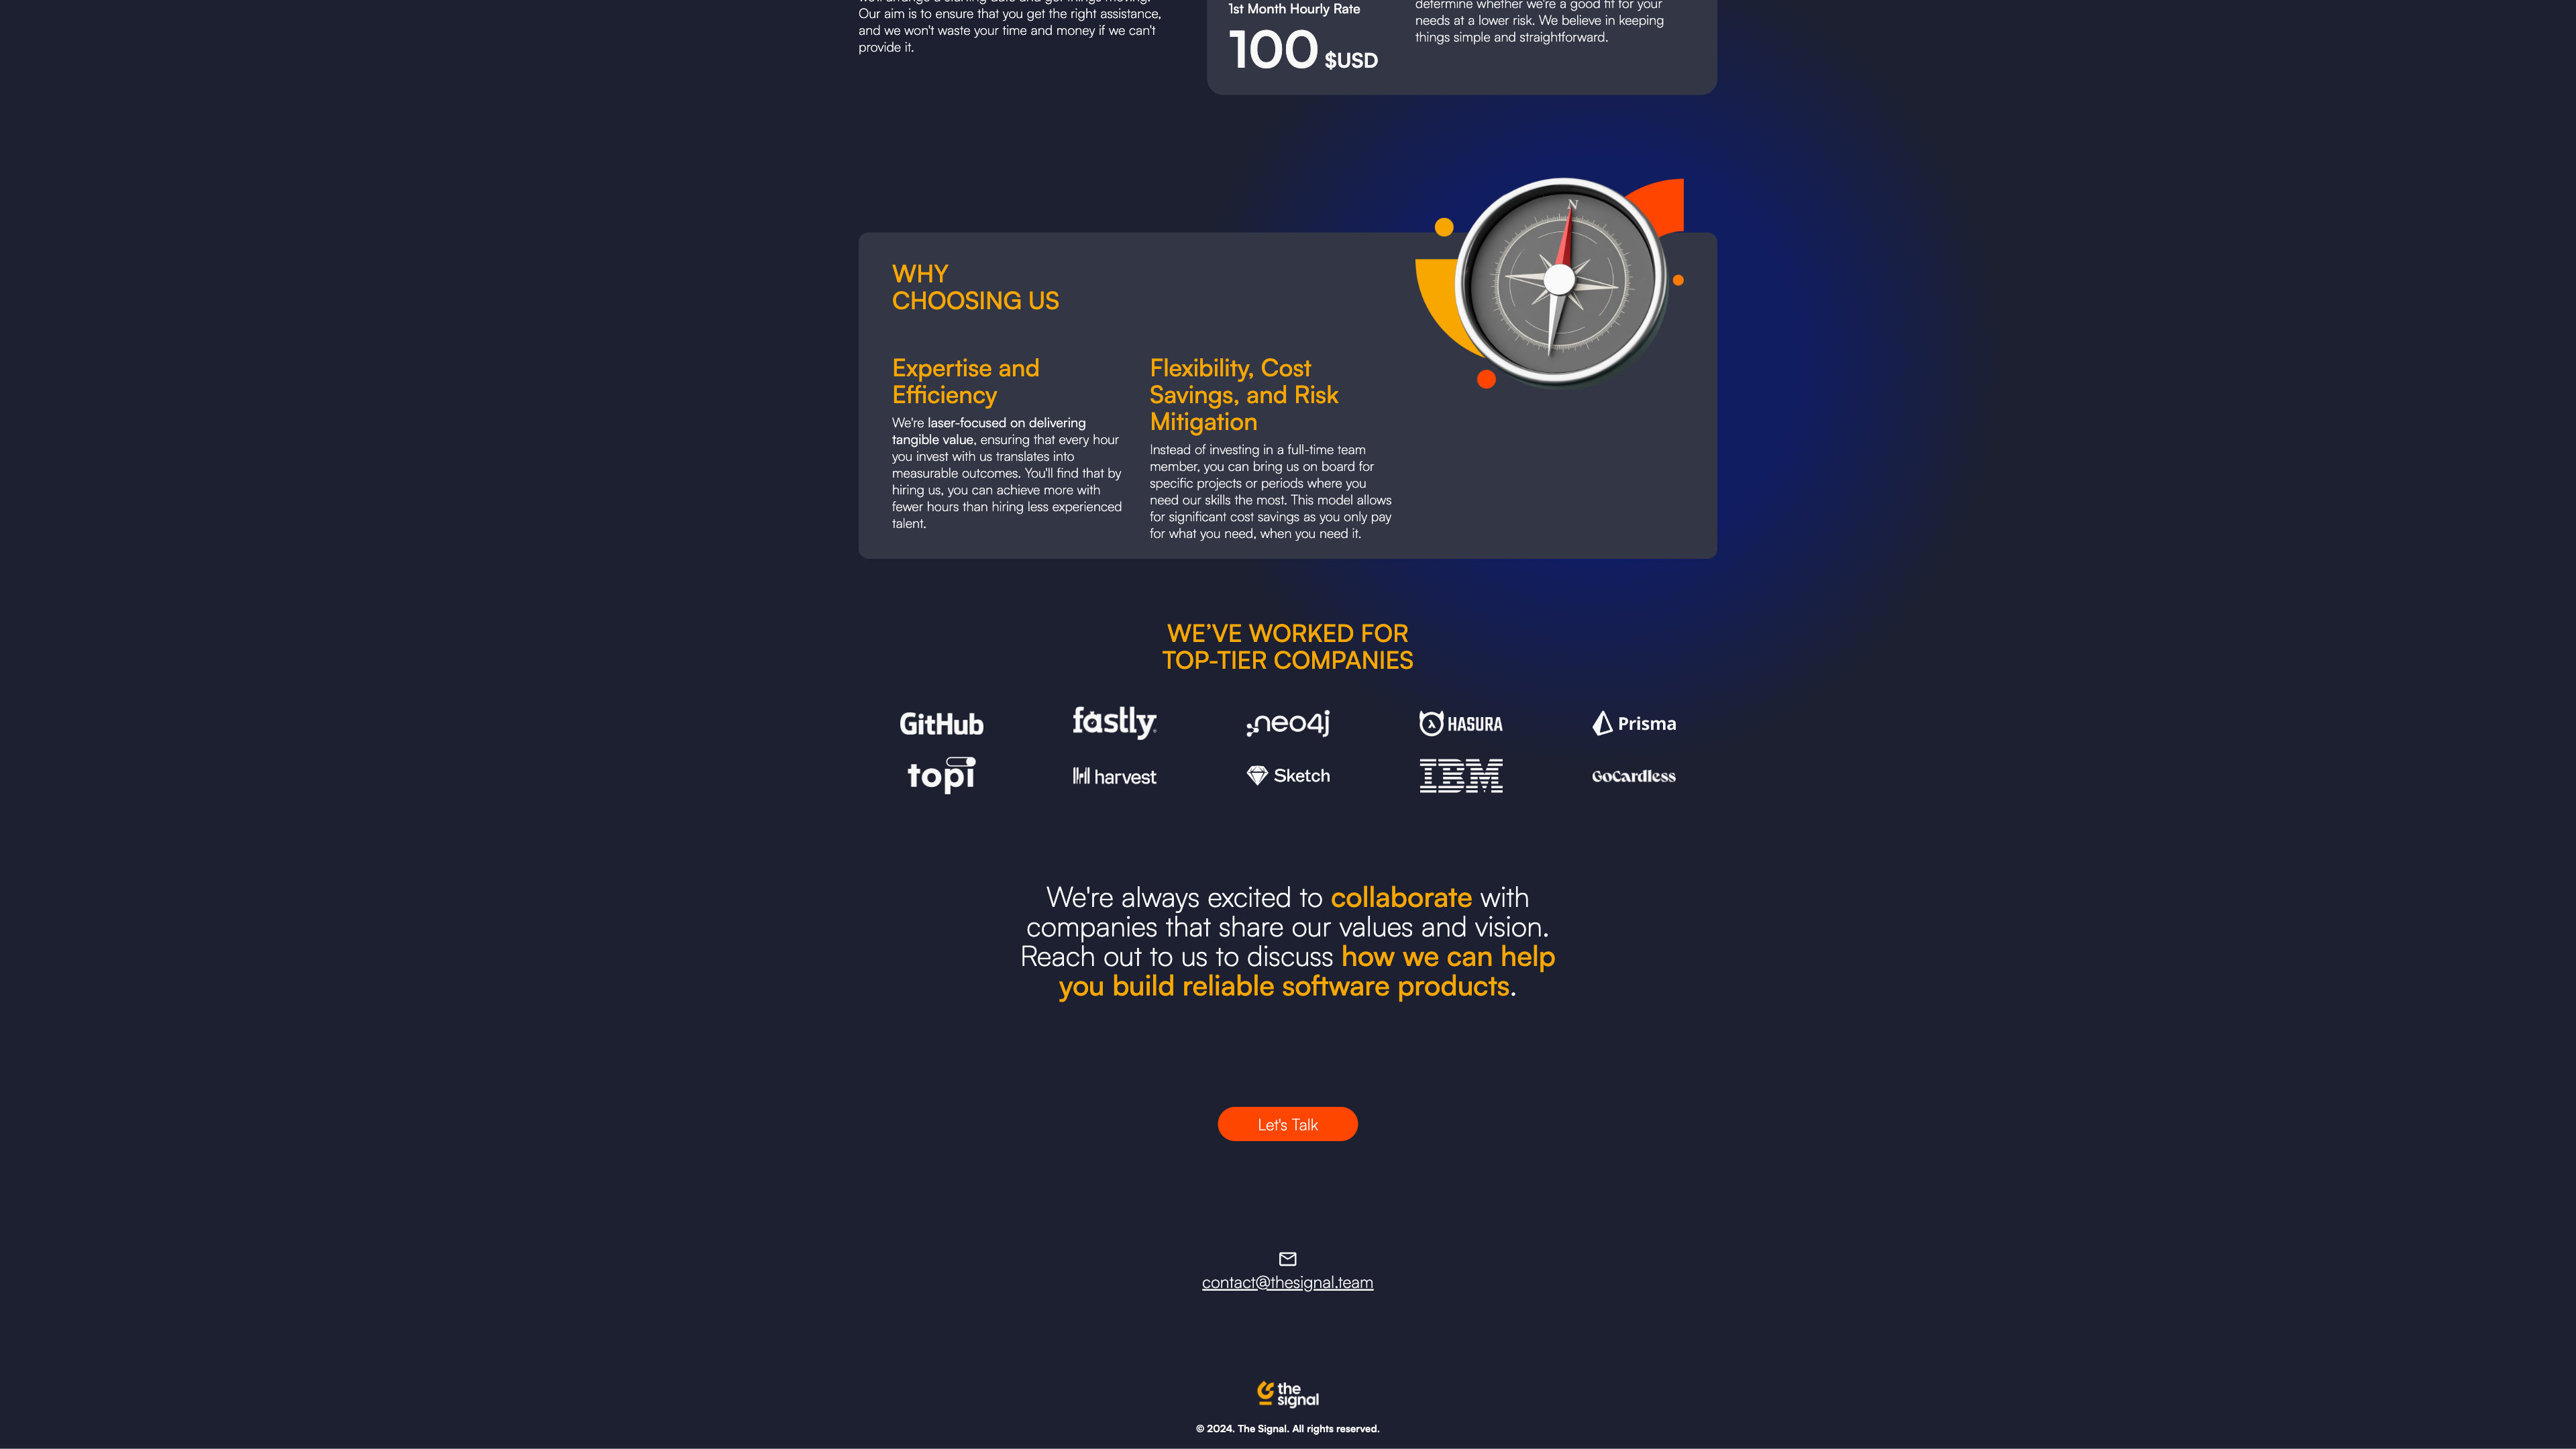 Our aim is to ensure that you get the right assistance,
and we won't waste your time and money if we can't
provide it.
1st Month Hourly Rate
100 $USD
determine whether we're a good fit for your
needs at a lower risk. We believe in keeping
things simple and straightforward.
N
WHY
CHOOSING US
Expertise and
Efficiency
We're laser-focused on delivering
tangible value, ensuring that every hour
you invest with us translates into
measurable outcomes. You'll find that by
hiring us, you can achieve more with
fewer hours than hiring less experienced
talent.
Flexibility, Cost
Savings, and Risk
Mitigation
Instead of investing in a full-time team
member, you can bring us on board for
specific projects or periods where you
need our skills the most. This model allows
for significant cost savings as you only pay
for what you need, when you need it.
WE’VE WORKED FOR
TOP-TIER COMPANIES
GitHub
fastly
neo4j
HASURA
Prisma
topi
harvest
Sketch
IBM
GoCardless
We're always excited to collaborate with
companies that share our values and vision.
Reach out to us to discuss how we can help
you build reliable software products.
Let's Talk
contact@thesignal.team
the
signal
© 2024. The Signal. All rights reserved.